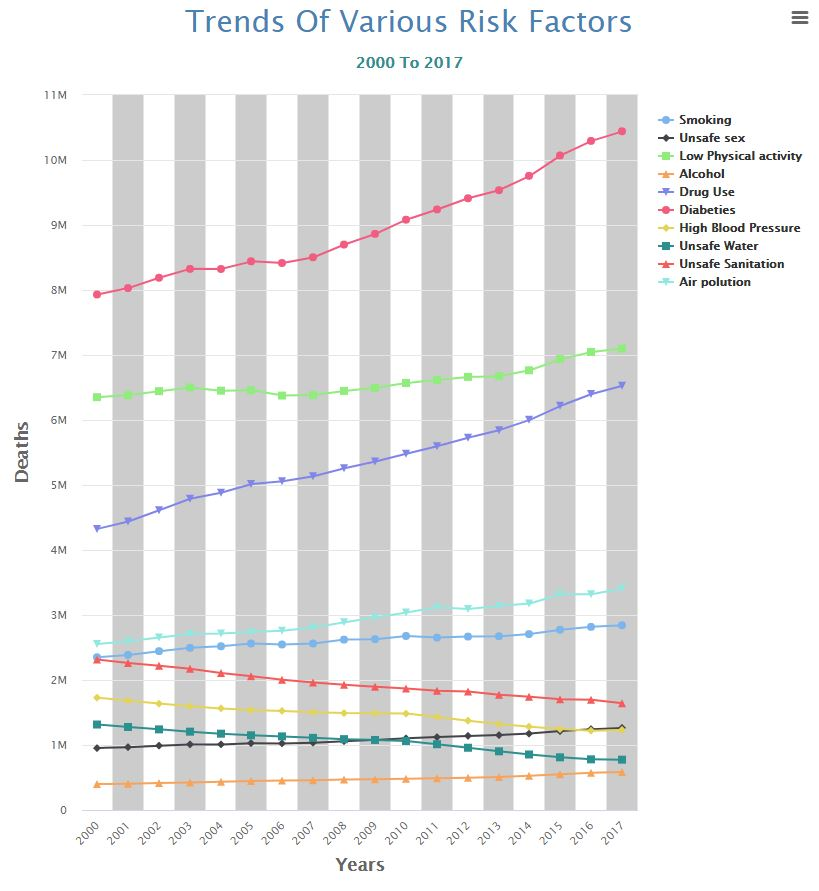 Trends Of Various Risk Factors
2000 To 2017
11M
10M
9M
8M
7M
6M
5M
4M
3M
2M
1M
0
Deaths
2000
2001
2002
2003
2004
2005
2006
2007
2008
2009
2010
2011
2012
2013
2014
2015
2016
2017
Years
Smoking
Unsafe sex
Low Physical activity
Alcohol
Drug Use
Diabeties
High Blood Pressure
Unsafe Water
Unsafe Sanitation
Air polution